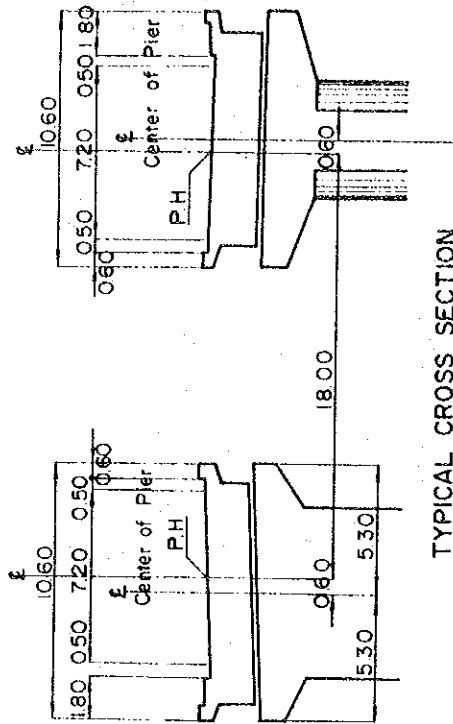 ℄
10.60
1.80 0.50 7.20 0.50 0.60
℄
Center of Pier
P.H
0.60
5.30 5.30
18.00
℄
10.60
0.60 0.50 7.20 0.50 1.80
℄
Center of Pier
P.H
0.60
TYPICAL CROSS SECTION